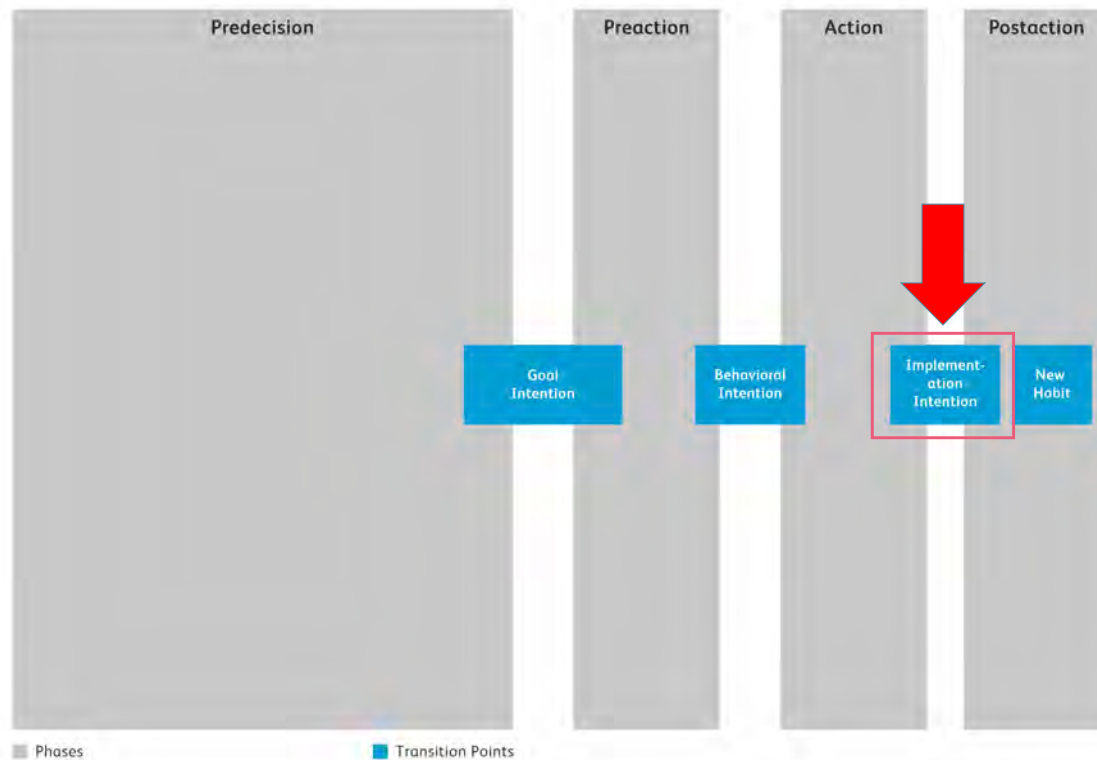 Predecision
Preaction
Action
Postaction
Goal
Intention
Behavioral
Intention
Implement-
ation
Intention
New
Habit
Phases
Transition Points